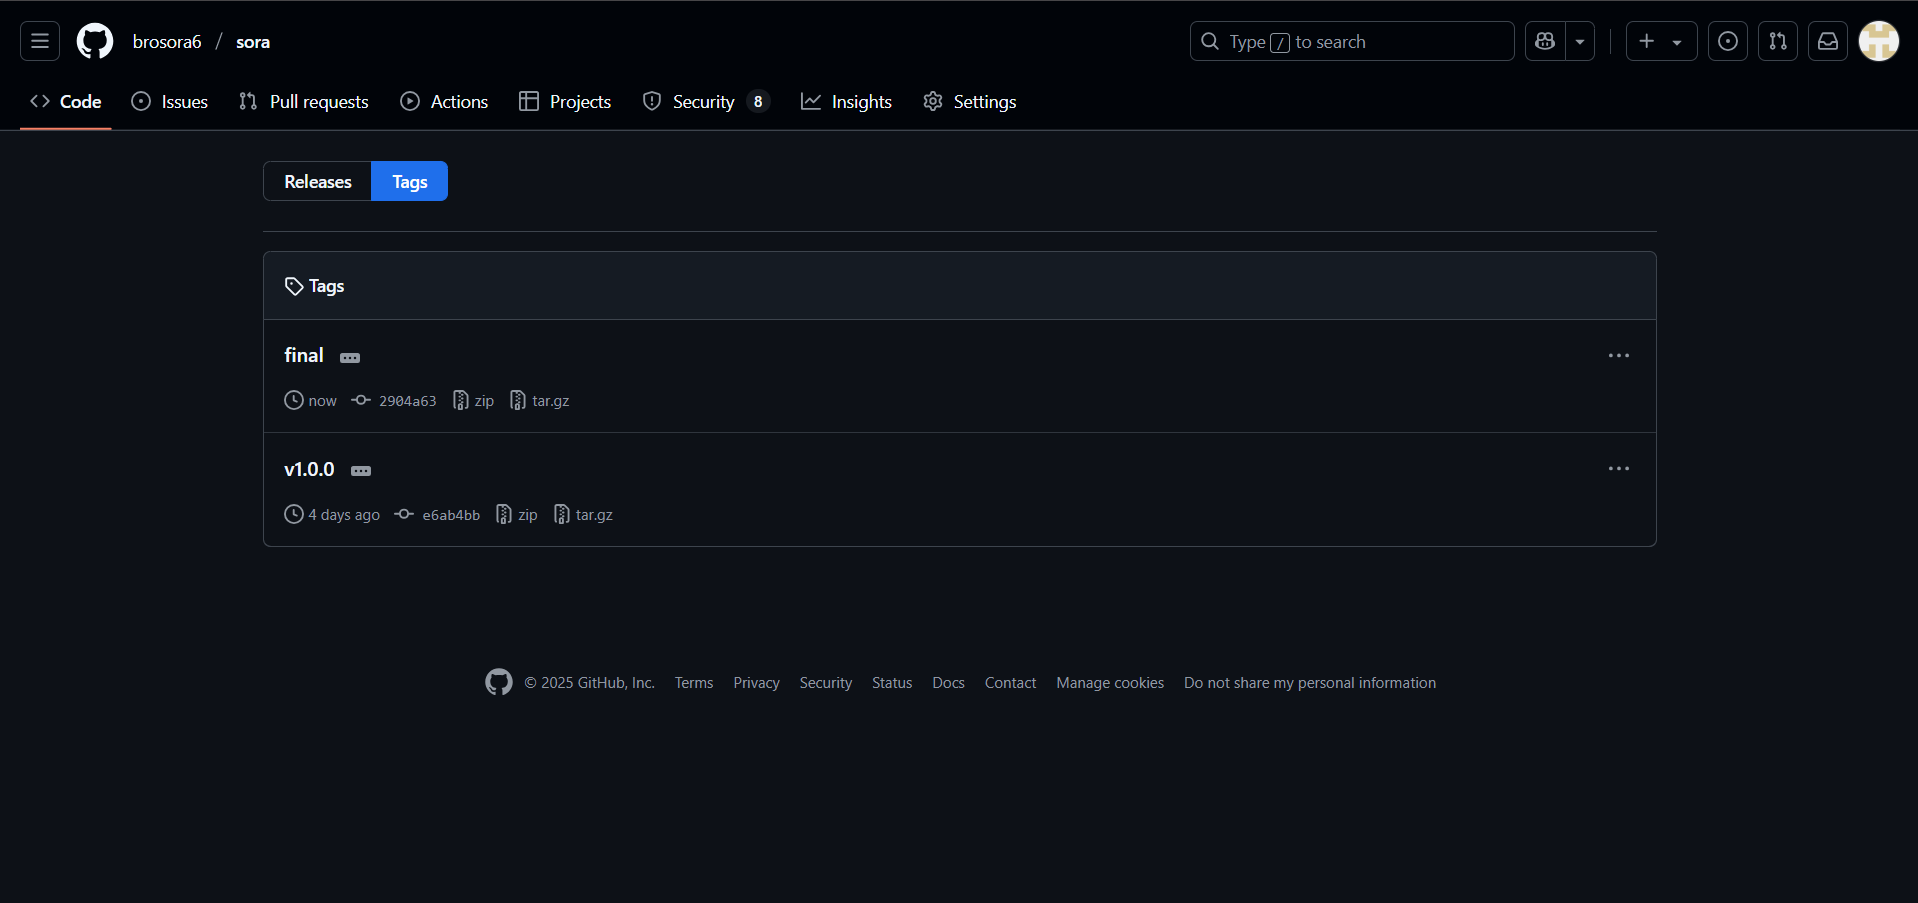 brosora6 / sora
Type / to search
Code Issues Pull requests Actions Projects Security 8 Insights Settings
Releases Tags
Tags
final
now 2904a63 zip tar.gz
v1.0.0
4 days ago e6ab4bb zip tar.gz
© 2025 GitHub, Inc. Terms Privacy Security Status Docs Contact Manage cookies Do not share my personal information